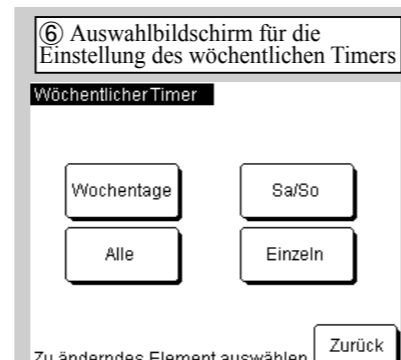 ⑥ Auswahlbildschirm für die
Einstellung des wöchentlichen Timers
Wöchentlicher Timer
Wochentage
Sa/So
Alle
Einzeln
Zu änderndes Element auswählen
Zurück